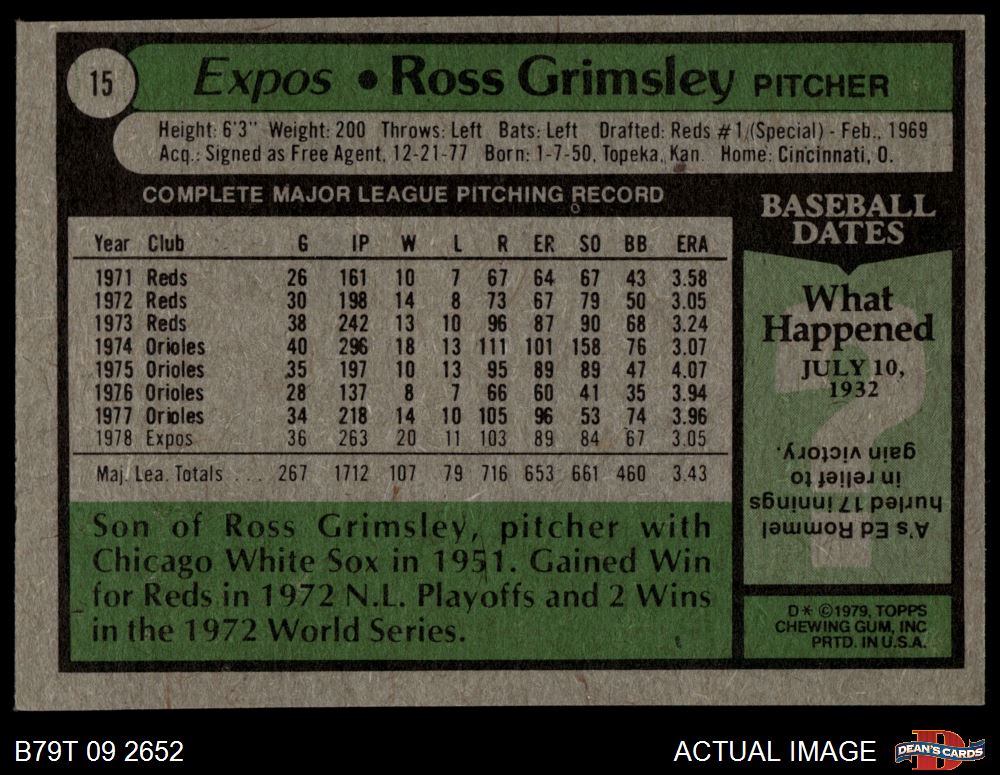 15
Expos • Ross Grimsley PITCHER
Height: 6'3" Weight: 200 Throws: Left Bats: Left Drafted: Reds #1 (Special) - Feb., 1969
Acq.: Signed as Free Agent, 12-21-77 Born: 1-7-50, Topeka, Kan. Home: Cincinnati, O.
COMPLETE MAJOR LEAGUE PITCHING RECORD
Year Club G IP W L R ER SO BB ERA
1971 Reds 26 161 10 7 67 64 67 43 3.58
1972 Reds 30 198 14 8 73 67 79 50 3.05
1973 Reds 38 242 13 10 96 87 90 68 3.24
1974 Orioles 40 296 18 13 111 101 158 76 3.07
1975 Orioles 35 197 10 13 95 89 89 47 4.07
1976 Orioles 28 137 8 7 66 60 41 35 3.94
1977 Orioles 34 218 14 10 105 96 53 74 3.96
1978 Expos 36 263 20 11 103 89 84 67 3.05
Maj. Lea. Totals ... 267 1712 107 79 716 653 661 460 3.43
Son of Ross Grimsley, pitcher with
Chicago White Sox in 1951. Gained Win
for Reds in 1972 N.L. Playoffs and 2 Wins
in the 1972 World Series.
BASEBALL
DATES
What
Happened
JULY 10,
1932
?
A's Ed Rommel
hurled 17 innings
in relief to
gain victory.
D* ©1979, TOPPS
CHEWING GUM, INC
PRTD. IN U.S.A.
B79T 09 2652
ACTUAL IMAGE
D
DEAN'S CARDS